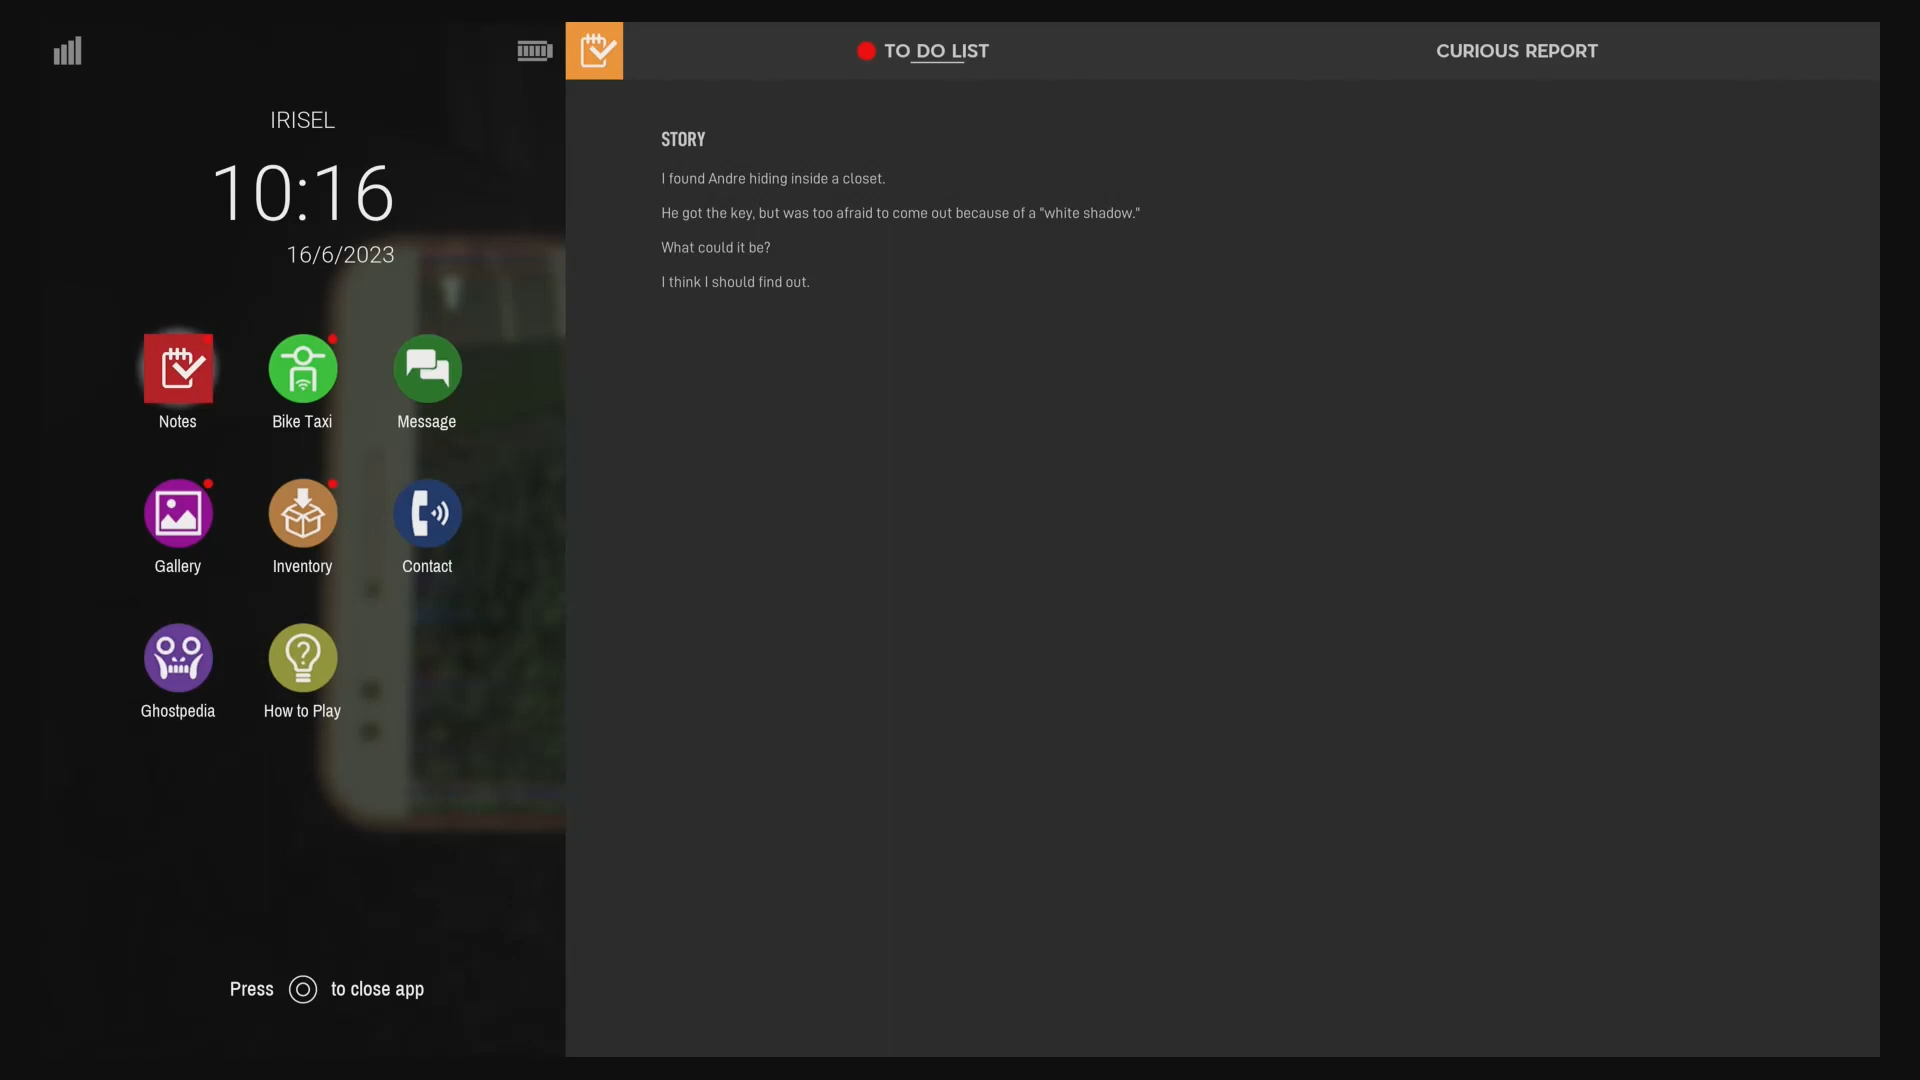 IRISEL
10:16
16/6/2023
Notes
Bike Taxi
Message
Gallery
Inventory
Contact
Ghostpedia
How to Play
Press to close app
TO DO LIST
CURIOUS REPORT
STORY
I found Andre hiding inside a closet.
He got the key, but was too afraid to come out because of a "white shadow."
What could it be?
I think I should find out.